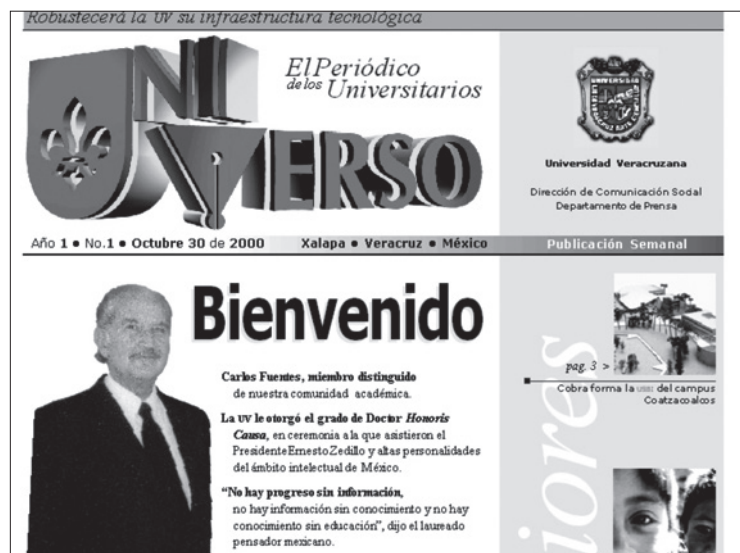 Robustecerá la UV su infraestructura tecnológica
UNI
VERSO
El Periódico
de los Universitarios
UNIVERSIDAD
Universidad Veracruzana
Dirección de Comunicación Social
Departamento de Prensa
Año 1 • No.1 • Octubre 30 de 2000 Xalapa • Veracruz • México Publicación Semanal
Bienvenido
Carlos Fuentes, miembro distinguido
de nuestra comunidad académica.
La UV le otorgó el grado de Doctor Honoris
Causa, en ceremonia a la que asistieron el
Presidente Ernesto Zedillo y altas personalidades
del ámbito intelectual de México.
“No hay progreso sin información,
no hay información sin conocimiento y no hay
conocimiento sin educación”, dijo el laureado
pensador mexicano.
pag. 3 >
Cobra forma la del campus
Coatzacoalcos
iores